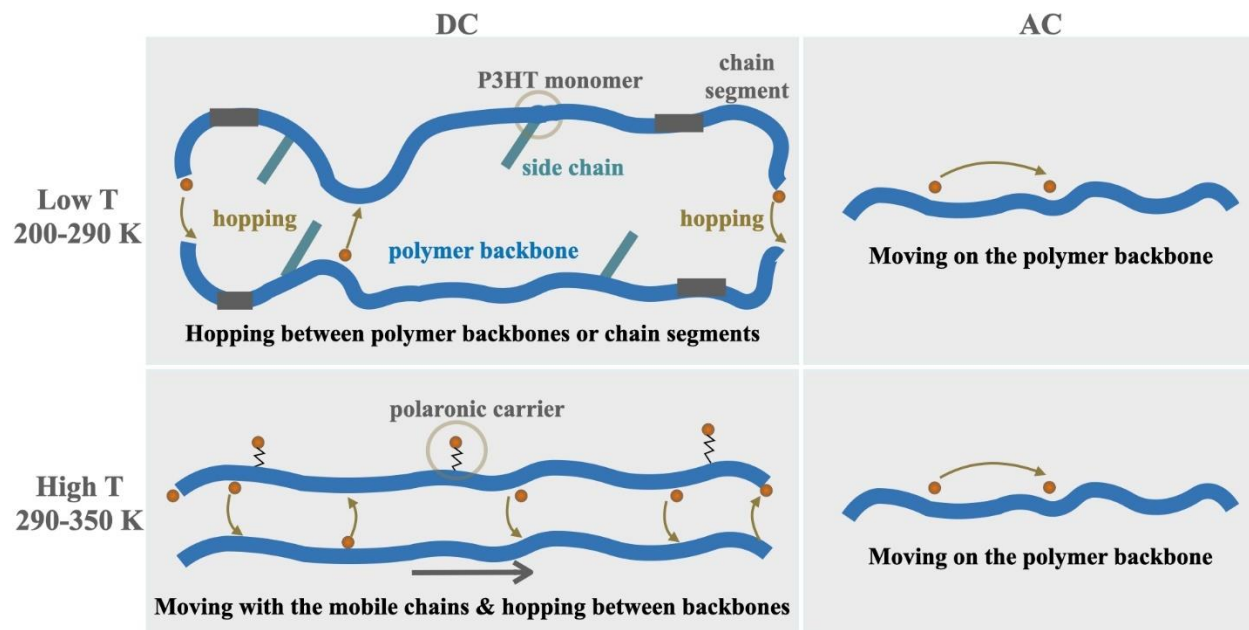 DC
AC
Low T
200-290 K
P3HT monomer
chain
segment
side chain
hopping
hopping
polymer backbone
Hopping between polymer backbones or chain segments
Moving on the polymer backbone
High T
290-350 K
polaronic carrier
Moving with the mobile chains & hopping between backbones
Moving on the polymer backbone